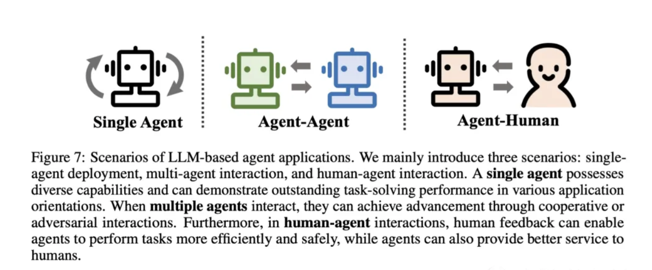 Single Agent
Agent-Agent
Agent-Human
Figure 7: Scenarios of LLM-based agent applications. We mainly introduce three scenarios: single-
agent deployment, multi-agent interaction, and human-agent interaction. A single agent possesses
diverse capabilities and can demonstrate outstanding task-solving performance in various application
orientations. When multiple agents interact, they can achieve advancement through cooperative or
adversarial interactions. Furthermore, in human-agent interactions, human feedback can enable
agents to perform tasks more efficiently and safely, while agents can also provide better service to
humans.